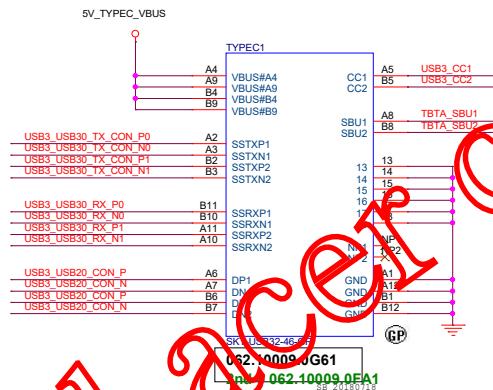 5V_TYPEC_VBUS
TYPEC1
A4 VBUS#A4
A9 VBUS#A9
B4 VBUS#B4
B9 VBUS#B9
A5 CC1 USB3_CC1
B5 CC2 USB3_CC2
A8 SBU1 TBTA_SBU1
B8 SBU2 TBTA_SBU2
USB3_USB30_TX_CON_P0 A2 SSTXP1
USB3_USB30_TX_CON_N0 A3 SSTXN1
USB3_USB30_TX_CON_P1 B2 SSTXP2
USB3_USB30_TX_CON_N1 B3 SSTXN2
13 13
14 14
15 15
16
USB3_USB30_RX_P0 B11 SSRXP1
USB3_USB30_RX_N0 B10 SSRXN1
USB3_USB30_RX_P1 A11 SSRXP2
USB3_USB30_RX_N1 A10 SSRXN2
USB3_USB20_CON_P A6 DP1
USB3_USB20_CON_N A7
USB3_USB20_CON_P B6
USB3_USB20_CON_N B7
GND A1
GND
GND
B12
GP
062.10009.0G61
062.10009.0FA1
SB 20180718
acer